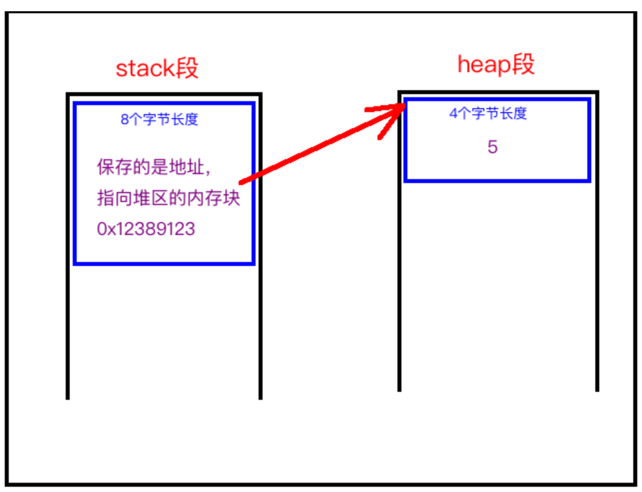 stack段
8个字节长度
保存的是地址，
指向堆区的内存块
0x12389123
heap段
4个字节长度
5